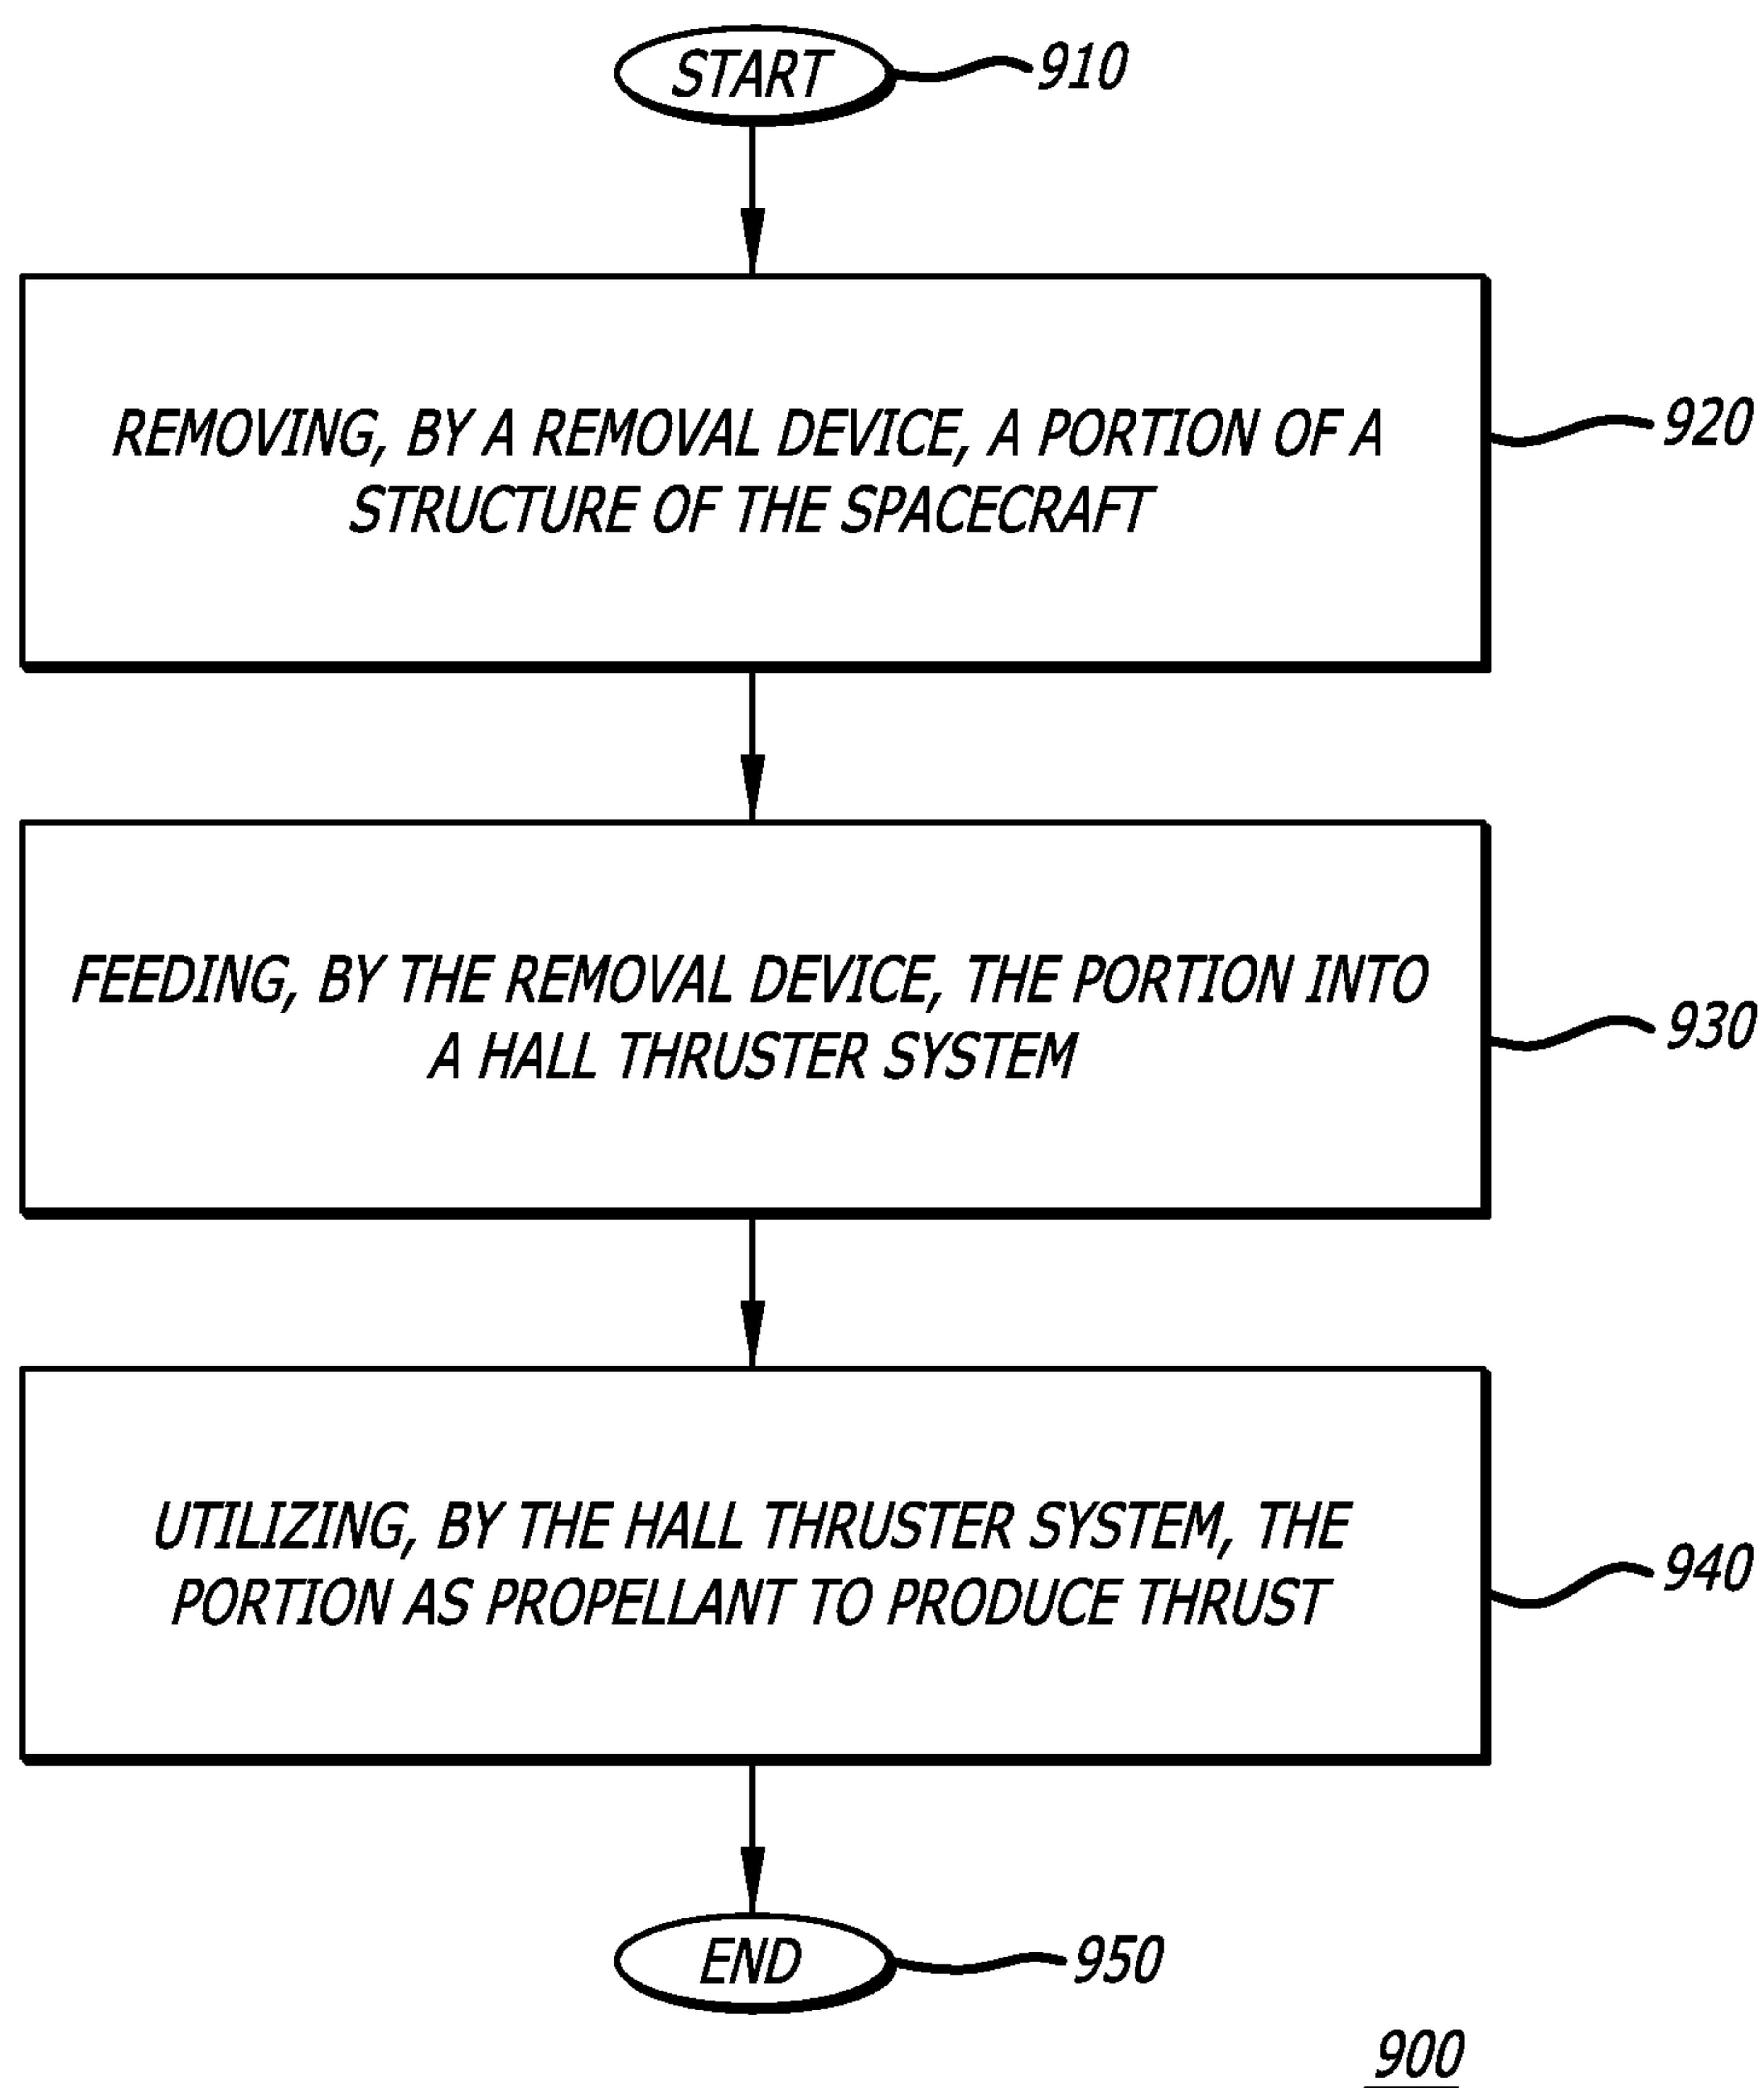 START
910
REMOVING, BY A REMOVAL DEVICE, A PORTION OF A
STRUCTURE OF THE SPACECRAFT
920
FEEDING, BY THE REMOVAL DEVICE, THE PORTION INTO
A HALL THRUSTER SYSTEM
930
UTILIZING, BY THE HALL THRUSTER SYSTEM, THE
PORTION AS PROPELLANT TO PRODUCE THRUST
940
END
950
900